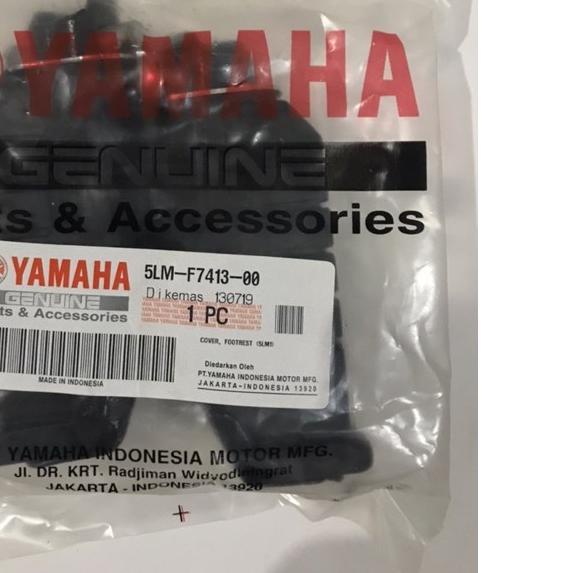 YAMAHA
GENUINE
ts & Accessories
YAMAHA
GENUINE
ts & Accessories
5LM-F7413-00
Dikemas 130719
1 PC
COVER, FOOTREST (5LM1)
MADE IN INDONESIA
Diedarkan Oleh
PT.YAMAHA INDONESIA MOTOR MFG.
JAKARTA-INDONESIA 13920
YAMAHA INDONESIA MOTOR MFG.
Jl. DR. KRT. Radjiman Widyodiningrat
JAKARTA - INDONESIA 13920